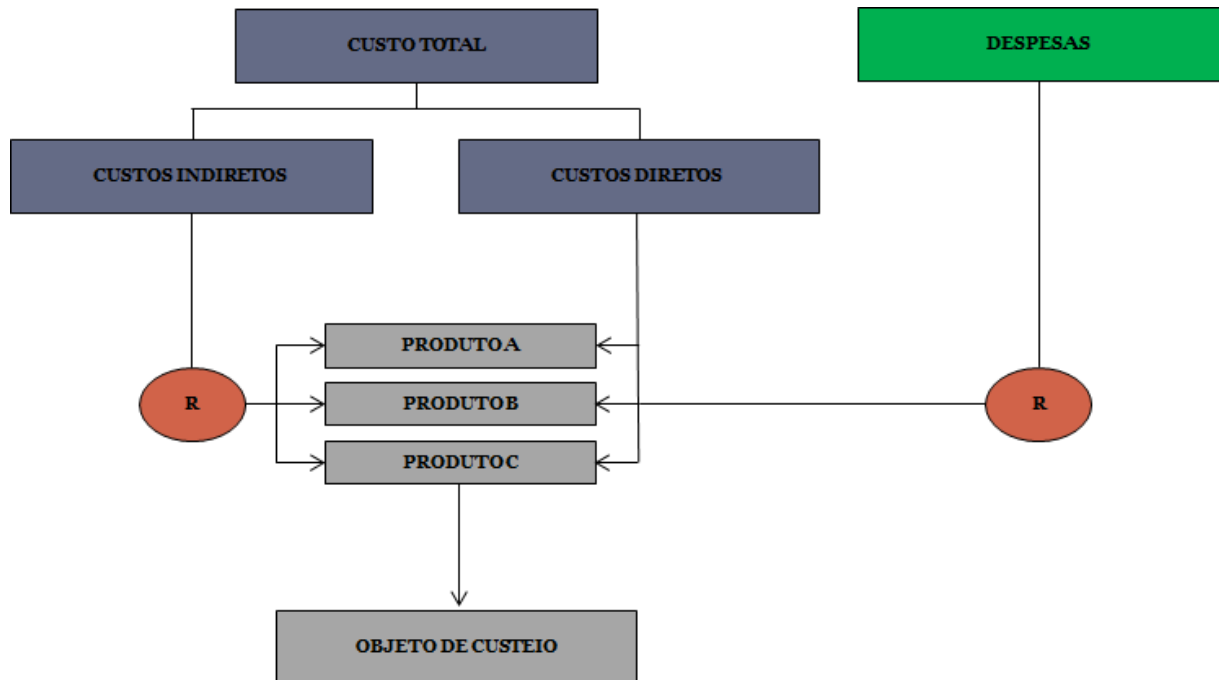 CUSTO TOTAL
DESPESAS
CUSTOS INDIRETOS
CUSTOS DIRETOS
PRODUTO A
R
PRODUTO B
R
PRODUTO C
OBJETO DE CUSTEIO